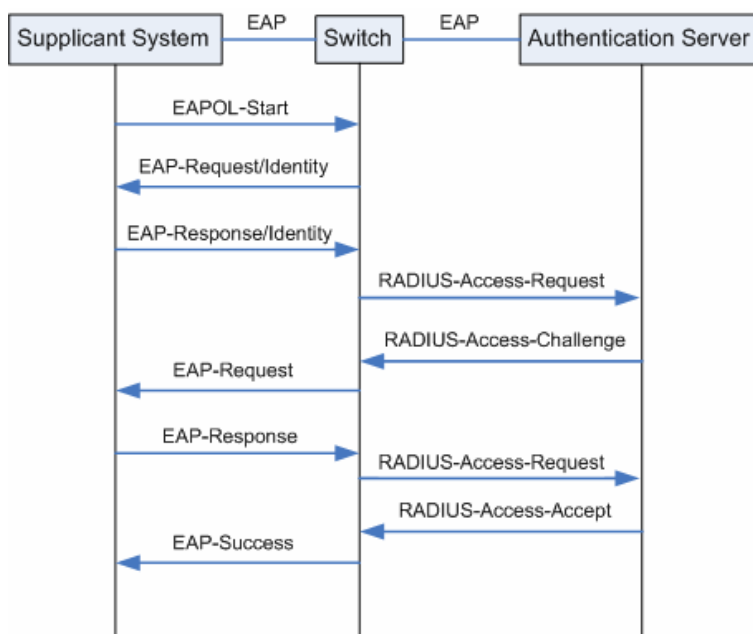 EAP
EAP
Supplicant System
Switch
Authentication Server
EAPOL-Start
EAP-Request/Identity
EAP-Response/Identity
RADIUS-Access-Request
RADIUS-Access-Challenge
EAP-Request
EAP-Response
RADIUS-Access-Request
RADIUS-Access-Accept
EAP-Success